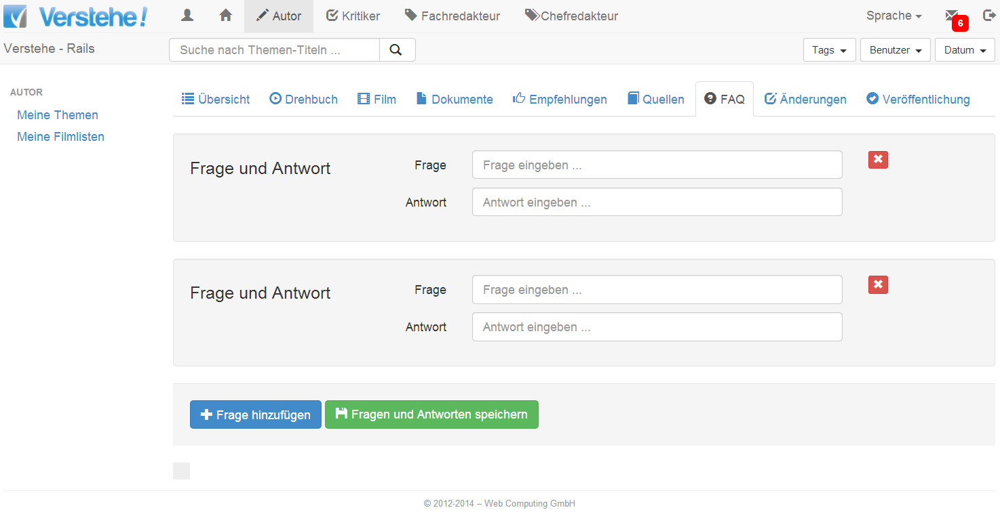 Verstehe! Autor Kritiker Fachredakteur Chefredakteur Sprache 6
Verstehe - Rails Suche nach Themen-Titeln ... Tags Benutzer Datum
AUTOR
Meine Themen
Meine Filmlisten
Übersicht Drehbuch Film Dokumente Empfehlungen Quellen FAQ Änderungen Veröffentlichung
Frage und Antwort
Frage Frage eingeben ...
Antwort Antwort eingeben ...
Frage und Antwort
Frage Frage eingeben ...
Antwort Antwort eingeben ...
Frage hinzufügen Fragen und Antworten speichern
© 2012-2014 – Web Computing GmbH